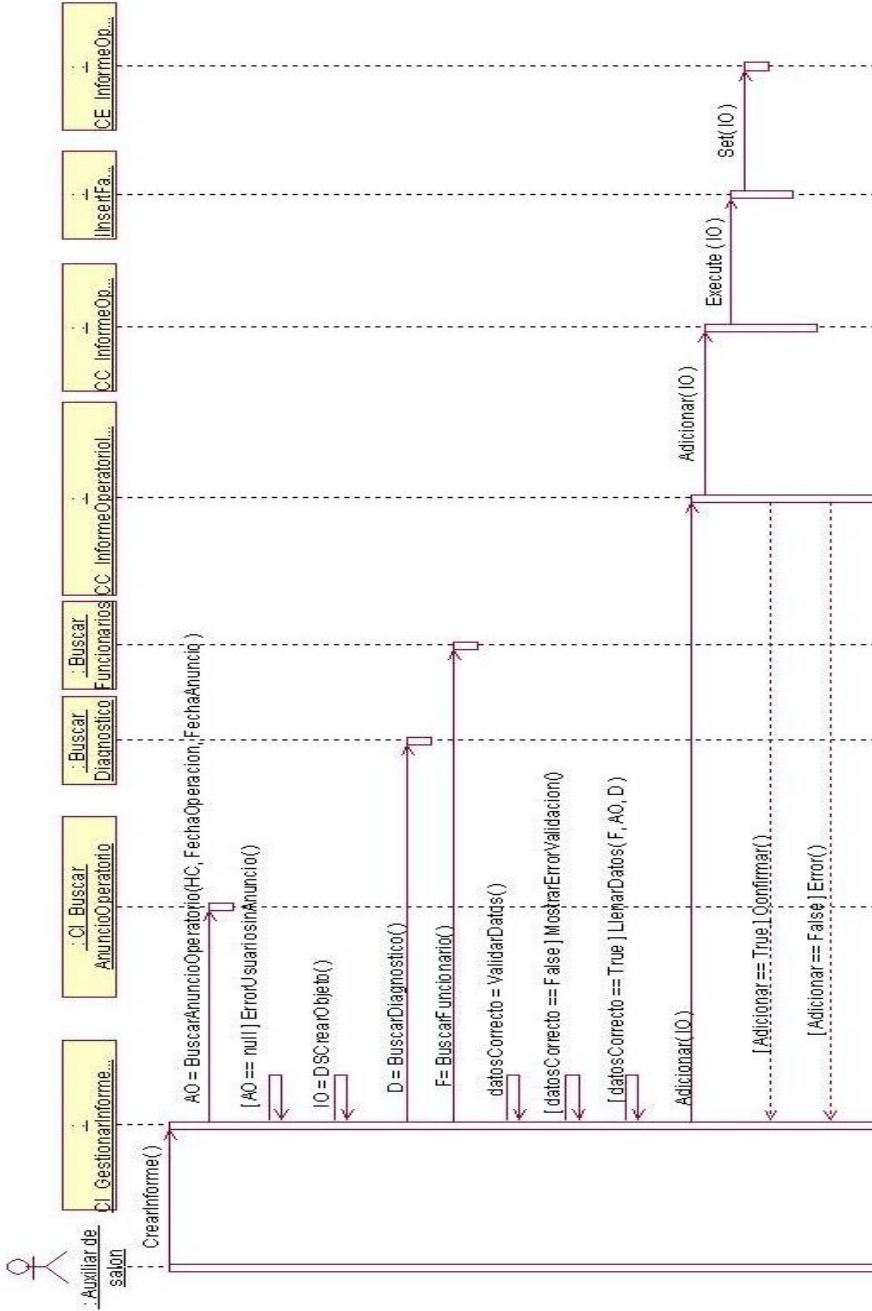 : Auxiliar de
salon
: 
CI_GestionarInforme...
: CI_Buscar
AnuncioOperatorio
: Buscar
Diagnostico
: Buscar
Funcionarios
:
CC_InformeOperatorioI...
:
CC_InformeOp...
:
IInsertFa...
:
CE_InformeOp...
CrearInforme()
AO = BuscarAnuncioOperatorio(HC, FechaOperacion, FechaAnuncio )
[ AO == null ] ErrorUsuariosinAnuncio()
IO = DSCrearObjeto()
D = BuscarDiagnostico()
F= BuscarFuncionario()
datosCorrecto = ValidarDatos()
[ datosCorrecto == False ] MostrarErrorValidacion()
[ datosCorrecto == True ] LlenarDatos( F, AO, D )
Adicionar( IO )
Adicionar( IO )
Execute ( IO )
Set( IO )
[ Adicionar == True ] Confirmar()
[ Adicionar == False ] Error()